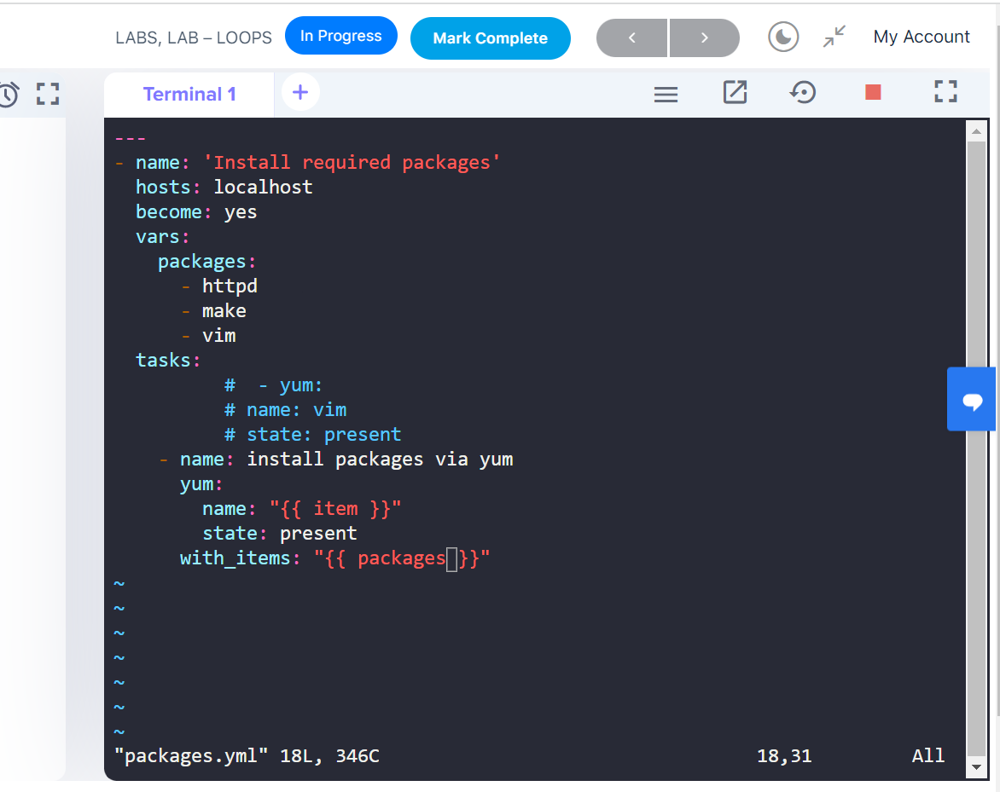 LABS, LAB – LOOPS In Progress Mark Complete My Account
Terminal 1 +
---
- name: 'Install required packages'
  hosts: localhost
  become: yes
  vars:
    packages:
      - httpd
      - make
      - vim
  tasks:
          #  - yum:
          # name: vim
          # state: present
    - name: install packages via yum
      yum:
        name: "{{ item }}"
        state: present
      with_items: "{{ packages }}"
~
~
~
~
~
~
~
"packages.yml" 18L, 346C 18,31 All